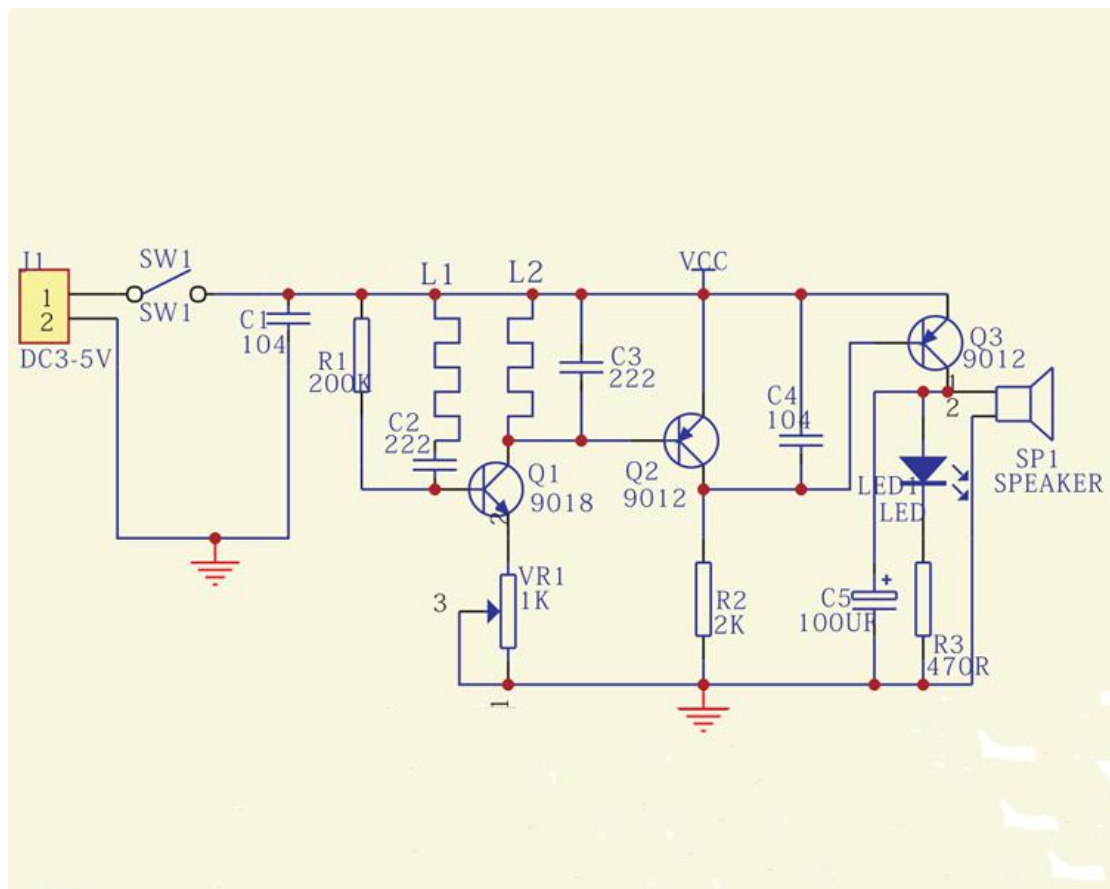 J1
1
2
DC3-5V
SW1
SW1
C1
104
R1
200K
L1
L2
C2
222
C3
222
Q1
9018
2
VR1
1K
3
1
VCC
Q2
9012
R2
2K
C4
104
Q3
9012
1
2
SP1
SPEAKER
LED1
LED
+
C5
100UF
R3
470R